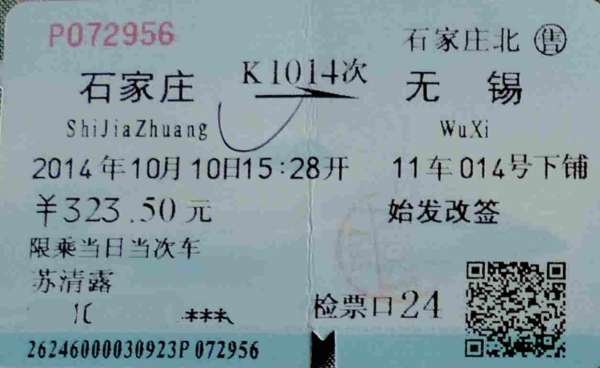 P072956 石家庄北 售
石家庄 K1014次 无锡
ShiJiaZhuang WuXi
2014年10月10日15:28开 11车014号下铺
￥323.50元 始发改签
限乘当日当次车
苏清露
***
检票口24
26246000030923P072956